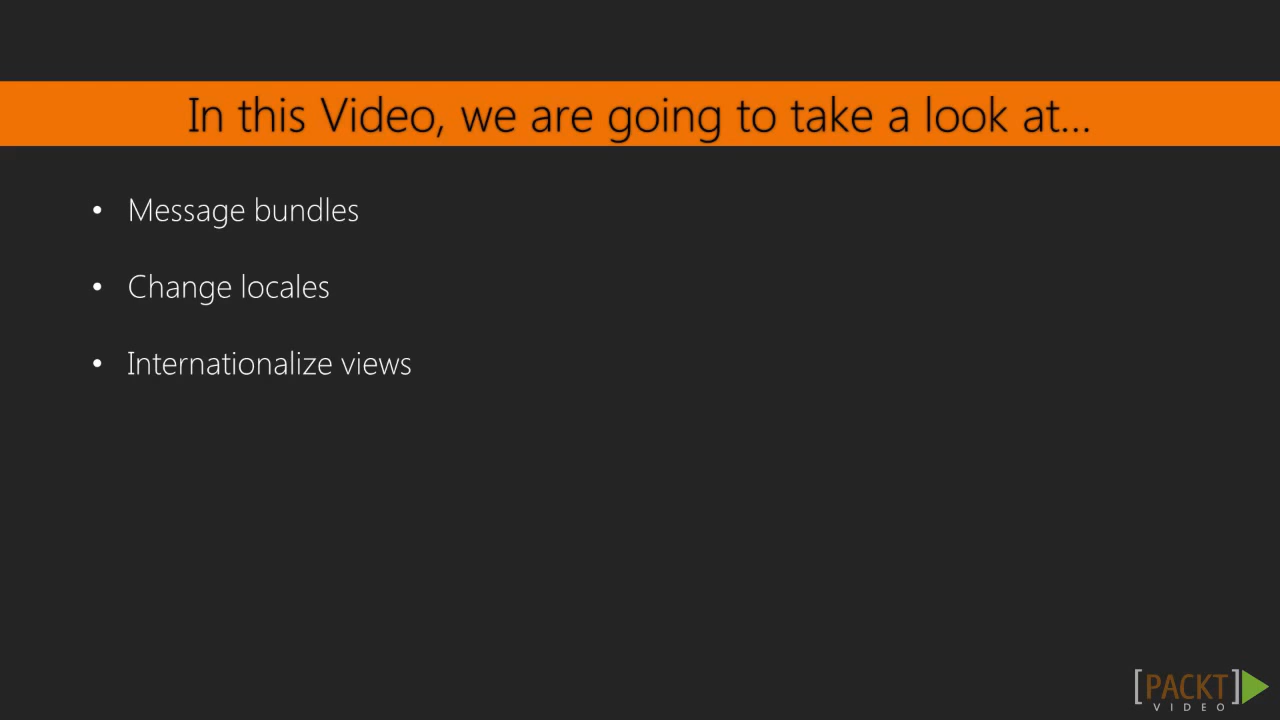 In this Video, we are going to take a look at...
• Message bundles
• Change locales
• Internationalize views
[PACKT]
VIDEO